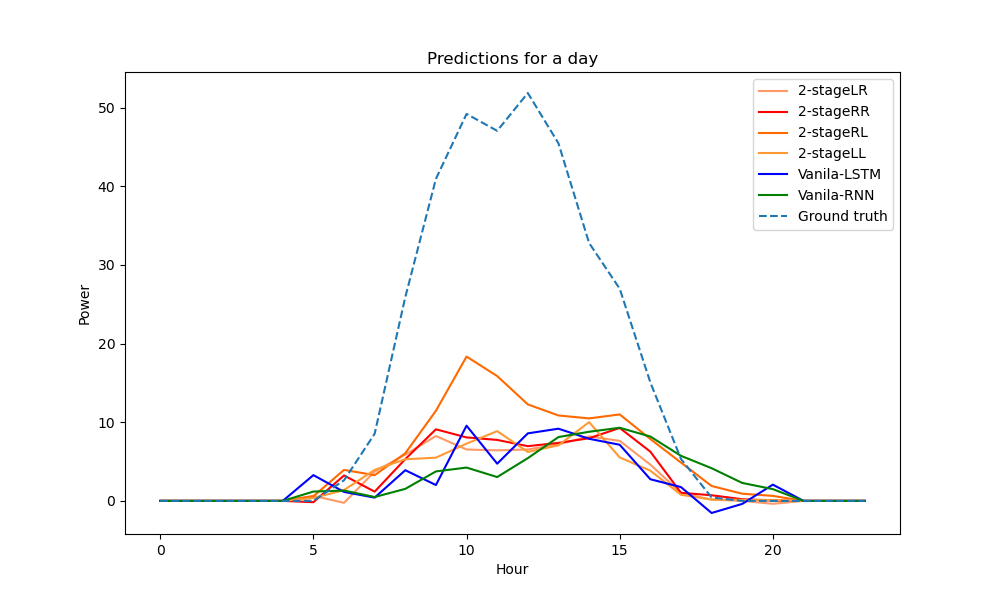 Predictions for a day
2-stageLR
2-stageRR
2-stageRL
2-stageLL
Vanila-LSTM
Vanila-RNN
Ground truth
Power
50
40
30
20
10
0
0 5 10 15 20
Hour